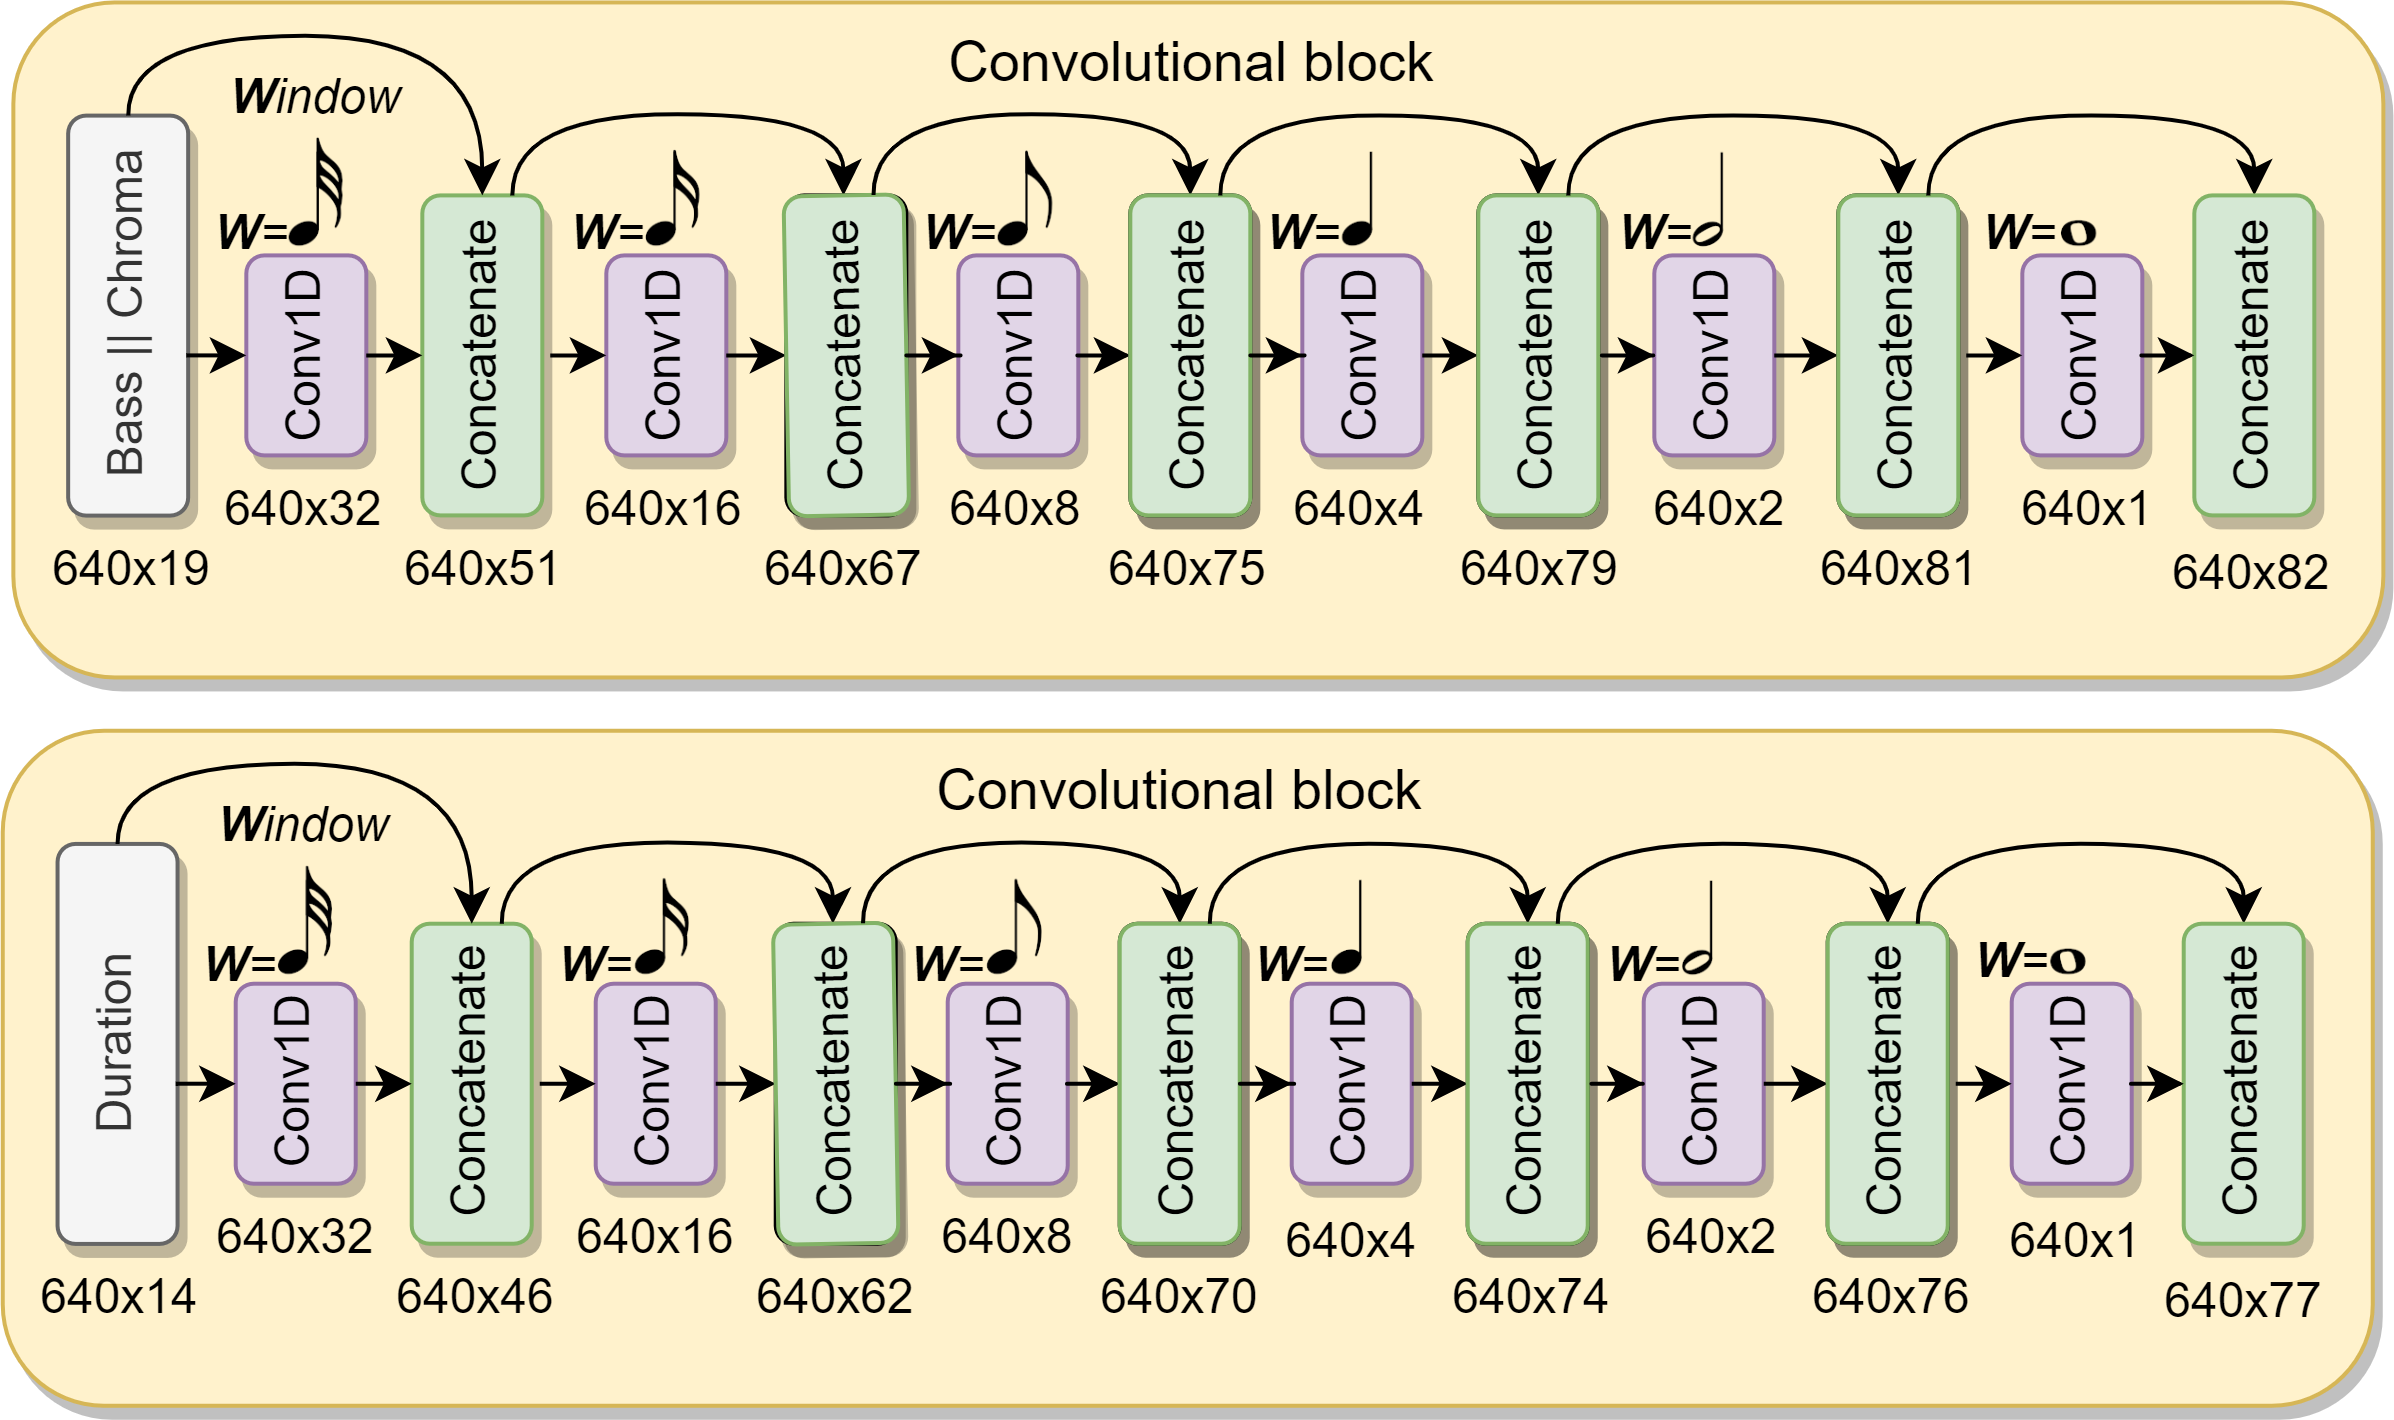 Convolutional block
Window
Bass || Chroma
W=
W=
W=
W=
W=
W=
Conv1D
Concatenate
Conv1D
Concatenate
Conv1D
Concatenate
Conv1D
Concatenate
Conv1D
Concatenate
Conv1D
Concatenate
640x32
640x16
640x8
640x4
640x2
640x1
640x19
640x51
640x67
640x75
640x79
640x81
640x82
Convolutional block
Window
Duration
W=
W=
W=
W=
W=
W=
Conv1D
Concatenate
Conv1D
Concatenate
Conv1D
Concatenate
Conv1D
Concatenate
Conv1D
Concatenate
Conv1D
Concatenate
640x32
640x16
640x8
640x4
640x2
640x1
640x14
640x46
640x62
640x70
640x74
640x76
640x77